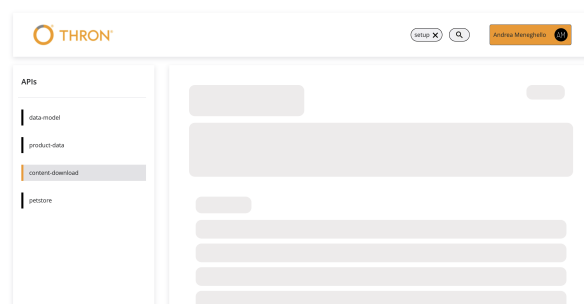 THRON
setup
Andrea Meneghello AM
APIs
data-model
product-data
content-download
petstore